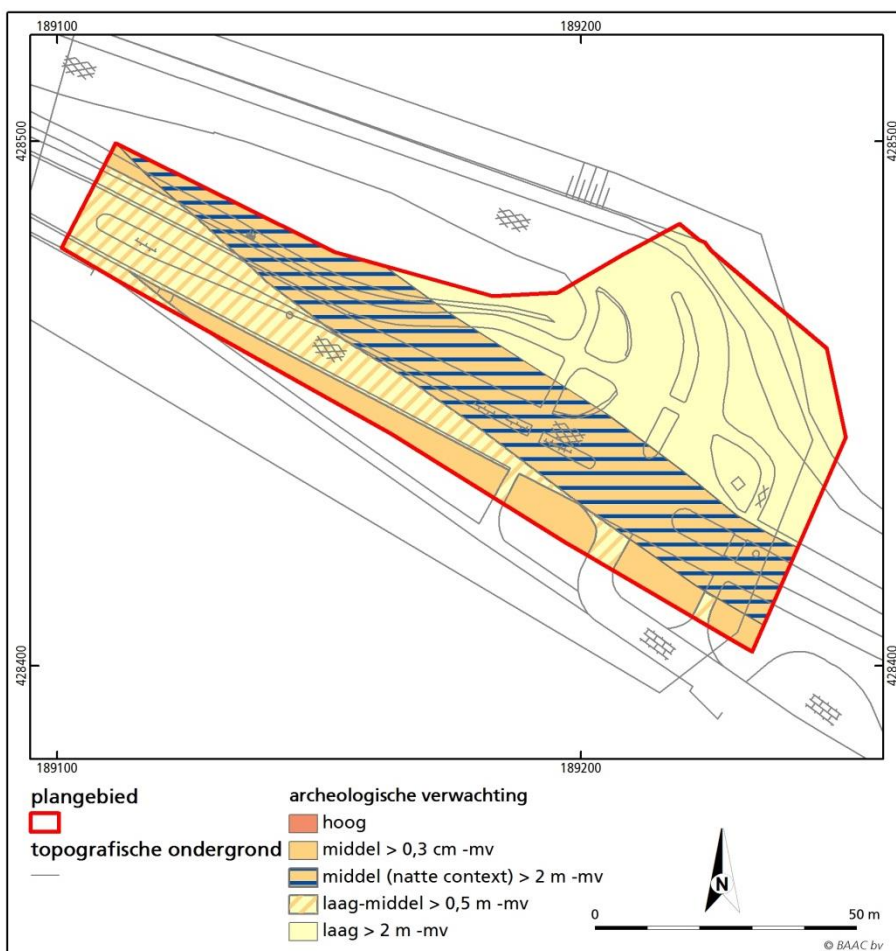 189100
189200
428500
428500
428400
428400
189100
189200
plangebied
topografische ondergrond
archeologische verwachting
hoog
middel > 0,3 cm -mv
middel (natte context) > 2 m -mv
laag-middel > 0,5 m -mv
laag > 2 m -mv
N
0
50 m
© BAAC bv